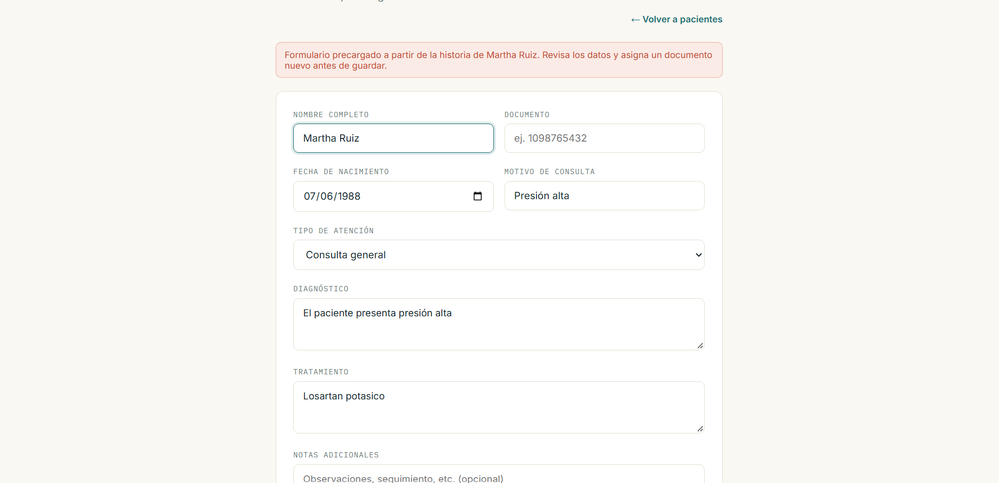 ← Volver a pacientes
Formulario precargado a partir de la historia de Martha Ruiz. Revisa los datos y asigna un documento
nuevo antes de guardar.
NOMBRE COMPLETO
DOCUMENTO
Martha Ruiz
ej. 1098765432
FECHA DE NACIMIENTO
MOTIVO DE CONSULTA
07/06/1988
Presión alta
TIPO DE ATENCIÓN
Consulta general
DIAGNÓSTICO
El paciente presenta presión alta
TRATAMIENTO
Losartan potasico
NOTAS ADICIONALES
Observaciones, seguimiento, etc. (opcional)